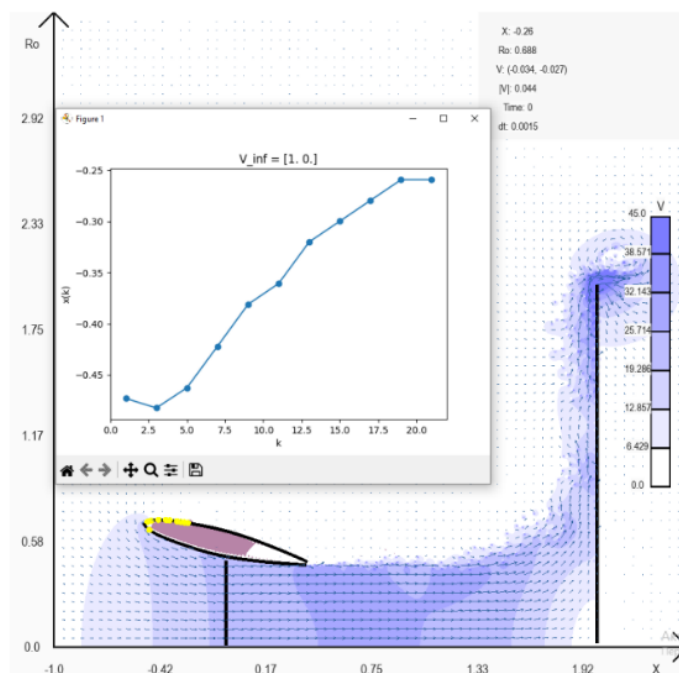 Ro
X: -0.26
Ro: 0.688
V: (-0.034, -0.027)
|V|: 0.044
Time: 0
dt: 0.0015
2.92
2.33
1.75
1.17
0.58
0.0
Figure 1
V_inf = [1. 0.]
−0.25
−0.30
−0.35
−0.40
−0.45
x(k)
0.0 2.5 5.0 7.5 10.0 12.5 15.0 17.5 20.0
k
V
45.0
38.571
32.143
25.714
19.286
12.857
6.429
0.0
-1.0 -0.42 0.17 0.75 1.33 1.92 X